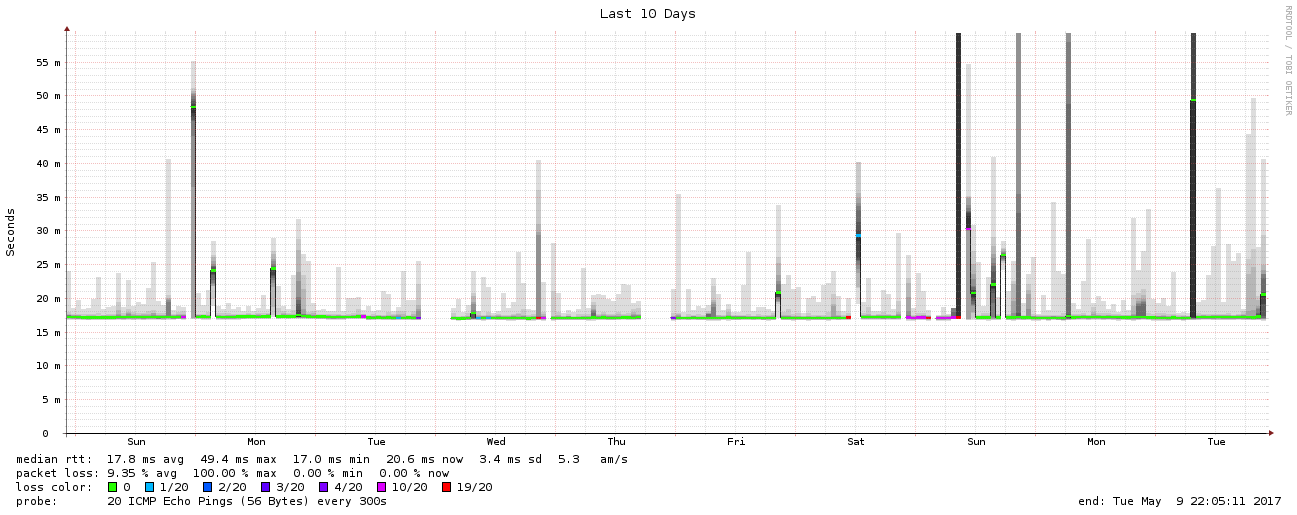 Last 10 Days
RRDTOOL / TOBI OETIKER
Seconds
55 m
50 m
45 m
40 m
35 m
30 m
25 m
20 m
15 m
10 m
5 m
0
Sun Mon Tue Wed Thu Fri Sat Sun Mon Tue
median rtt: 17.8 ms avg 49.4 ms max 17.0 ms min 20.6 ms now 3.4 ms sd 5.3 am/s
packet loss: 9.35 % avg 100.00 % max 0.00 % min 0.00 % now
loss color: 0 1/20 2/20 3/20 4/20 10/20 19/20
probe: 20 ICMP Echo Pings (56 Bytes) every 300s end: Tue May 9 22:05:11 2017